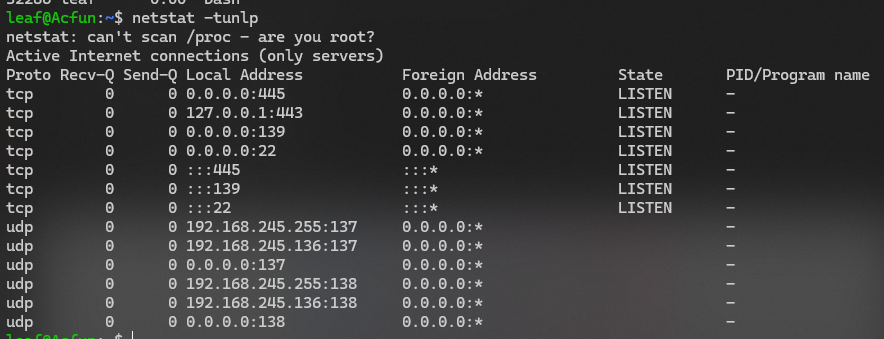 leaf@Acfun:~$ netstat -tunlp
netstat: can't scan /proc - are you root?
Active Internet connections (only servers)
Proto Recv-Q Send-Q Local Address           Foreign Address         State       PID/Program name
tcp        0      0 0.0.0.0:445             0.0.0.0:*               LISTEN      -
tcp        0      0 127.0.0.1:443           0.0.0.0:*               LISTEN      -
tcp        0      0 0.0.0.0:139             0.0.0.0:*               LISTEN      -
tcp        0      0 0.0.0.0:22              0.0.0.0:*               LISTEN      -
tcp        0      0 :::445                  :::*                    LISTEN      -
tcp        0      0 :::139                  :::*                    LISTEN      -
tcp        0      0 :::22                   :::*                    LISTEN      -
udp        0      0 192.168.245.255:137     0.0.0.0:*                           -
udp        0      0 192.168.245.136:137     0.0.0.0:*                           -
udp        0      0 0.0.0.0:137             0.0.0.0:*                           -
udp        0      0 192.168.245.255:138     0.0.0.0:*                           -
udp        0      0 192.168.245.136:138     0.0.0.0:*                           -
udp        0      0 0.0.0.0:138             0.0.0.0:*                           -